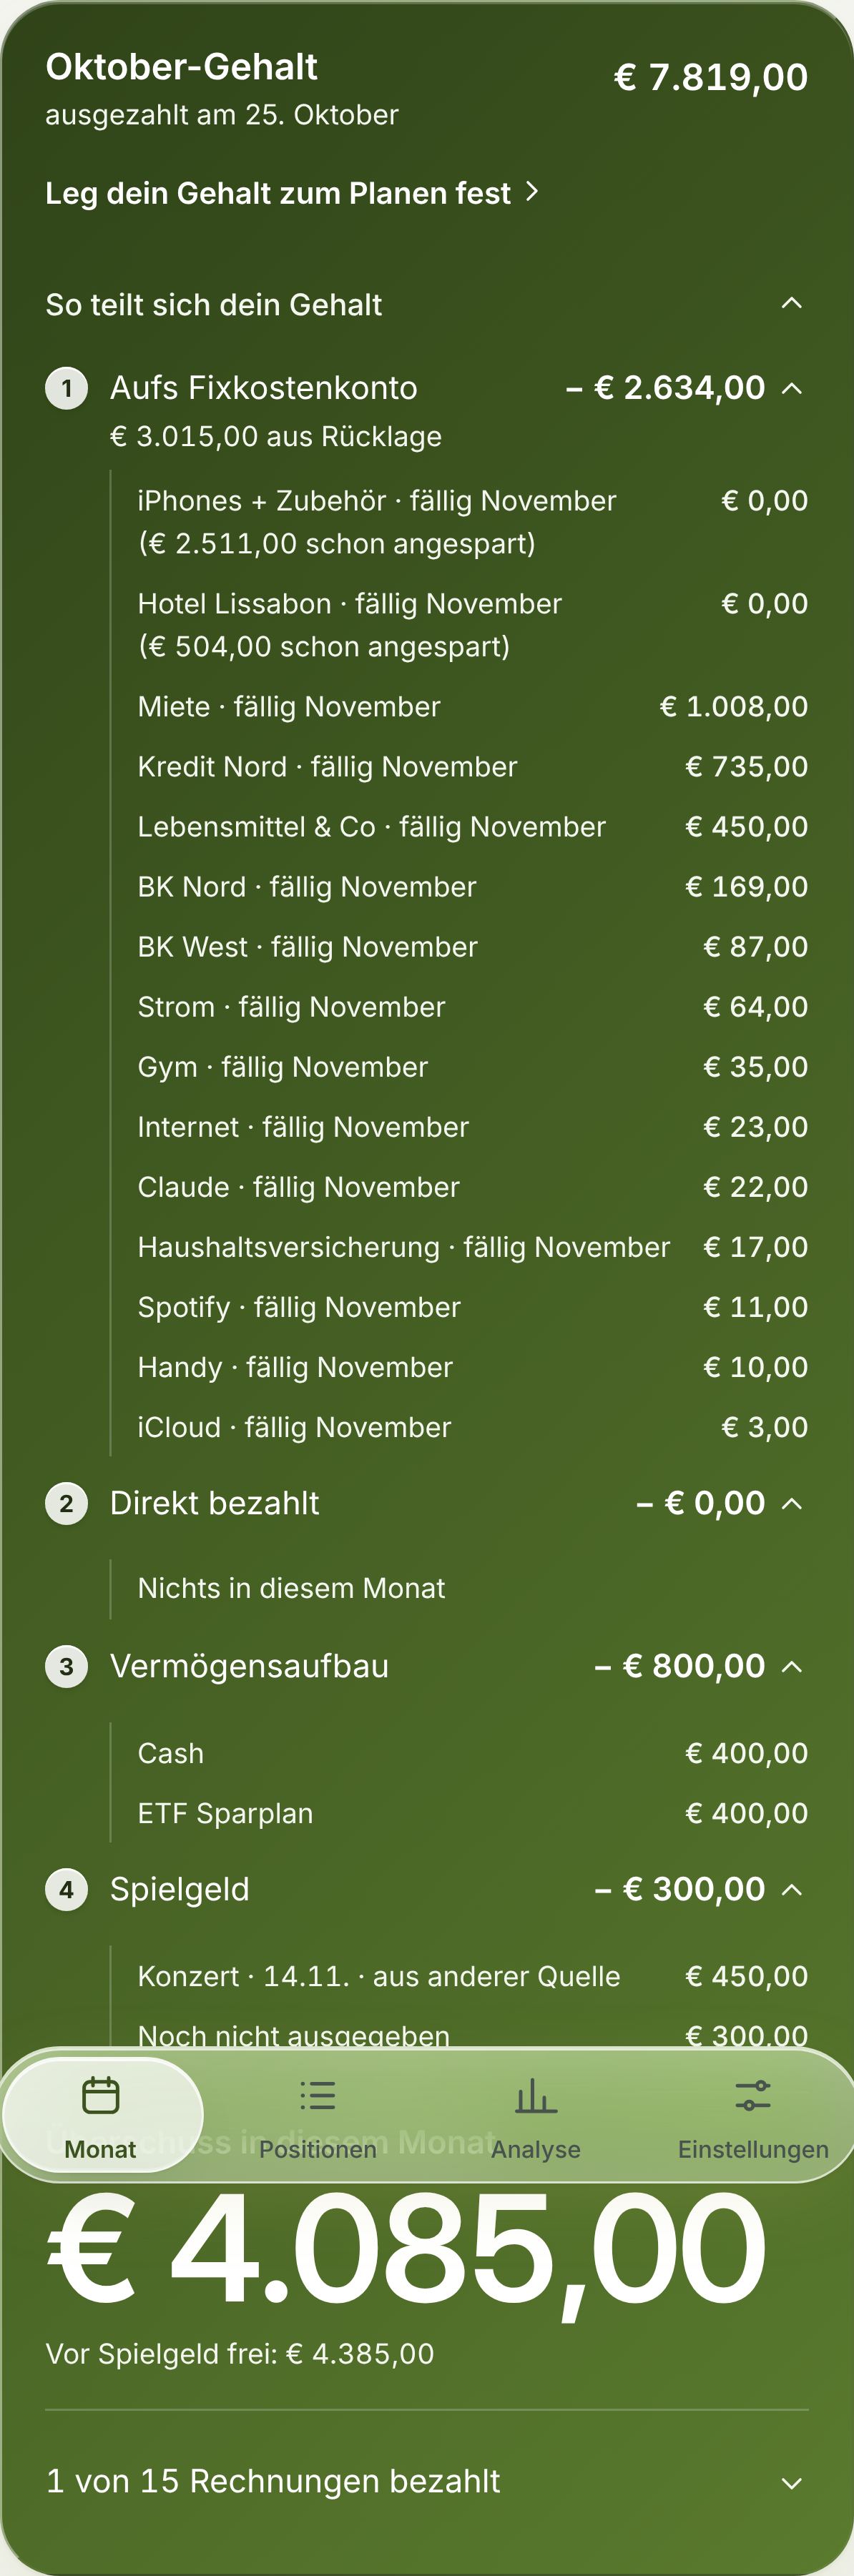 Oktober-Gehalt
€ 7.819,00
ausgezahlt am 25. Oktober
Leg dein Gehalt zum Planen fest
So teilt sich dein Gehalt
1 Aufs Fixkostenkonto – € 2.634,00
€ 3.015,00 aus Rücklage
iPhones + Zubehör · fällig November € 0,00
(€ 2.511,00 schon angespart)
Hotel Lissabon · fällig November € 0,00
(€ 504,00 schon angespart)
Miete · fällig November € 1.008,00
Kredit Nord · fällig November € 735,00
Lebensmittel & Co · fällig November € 450,00
BK Nord · fällig November € 169,00
BK West · fällig November € 87,00
Strom · fällig November € 64,00
Gym · fällig November € 35,00
Internet · fällig November € 23,00
Claude · fällig November € 22,00
Haushaltsversicherung · fällig November € 17,00
Spotify · fällig November € 11,00
Handy · fällig November € 10,00
iCloud · fällig November € 3,00
2 Direkt bezahlt – € 0,00
Nichts in diesem Monat
3 Vermögensaufbau – € 800,00
Cash € 400,00
ETF Sparplan € 400,00
4 Spielgeld – € 300,00
Konzert · 14.11. · aus anderer Quelle € 450,00
Noch nicht ausgegeben € 300,00
in diesem Monat
Monat Positionen Analyse Einstellungen
€ 4.085,00
Vor Spielgeld frei: € 4.385,00
1 von 15 Rechnungen bezahlt